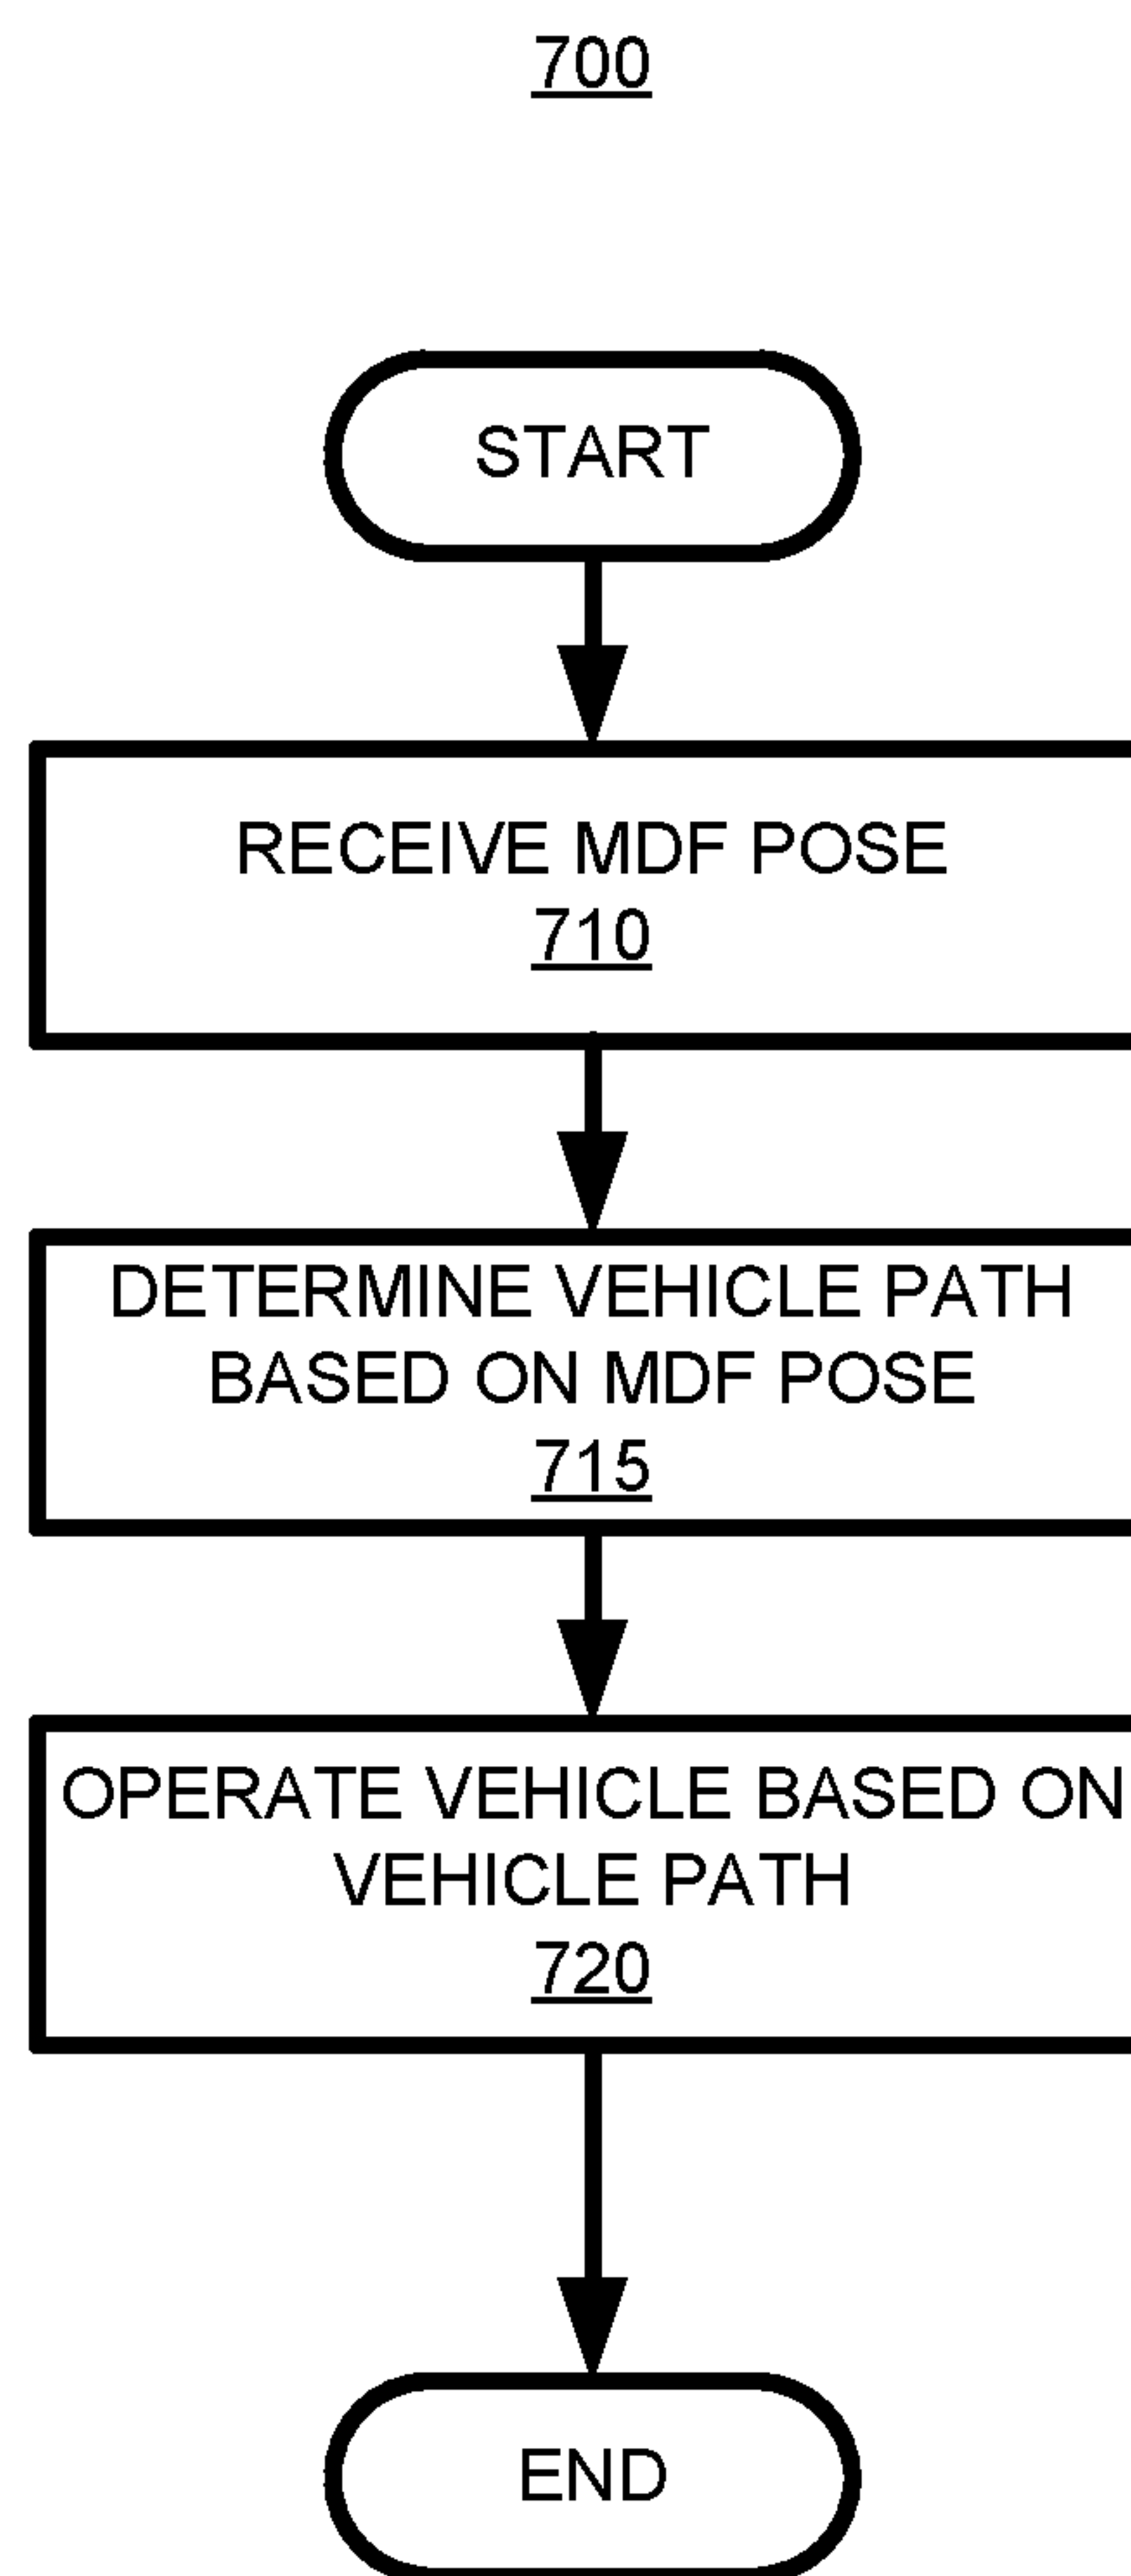 700
START
RECEIVE MDF POSE
710
DETERMINE VEHICLE PATH
BASED ON MDF POSE
715
OPERATE VEHICLE BASED ON
VEHICLE PATH
720
END